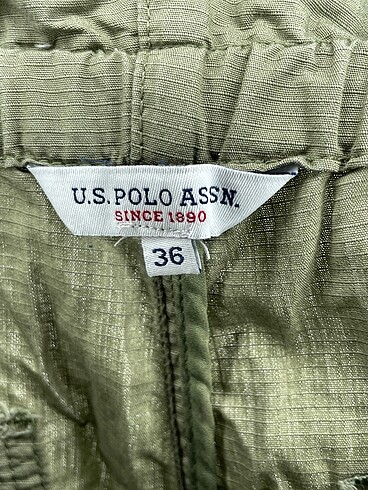 U.S. POLO ASSN.
SINCE 1890
36